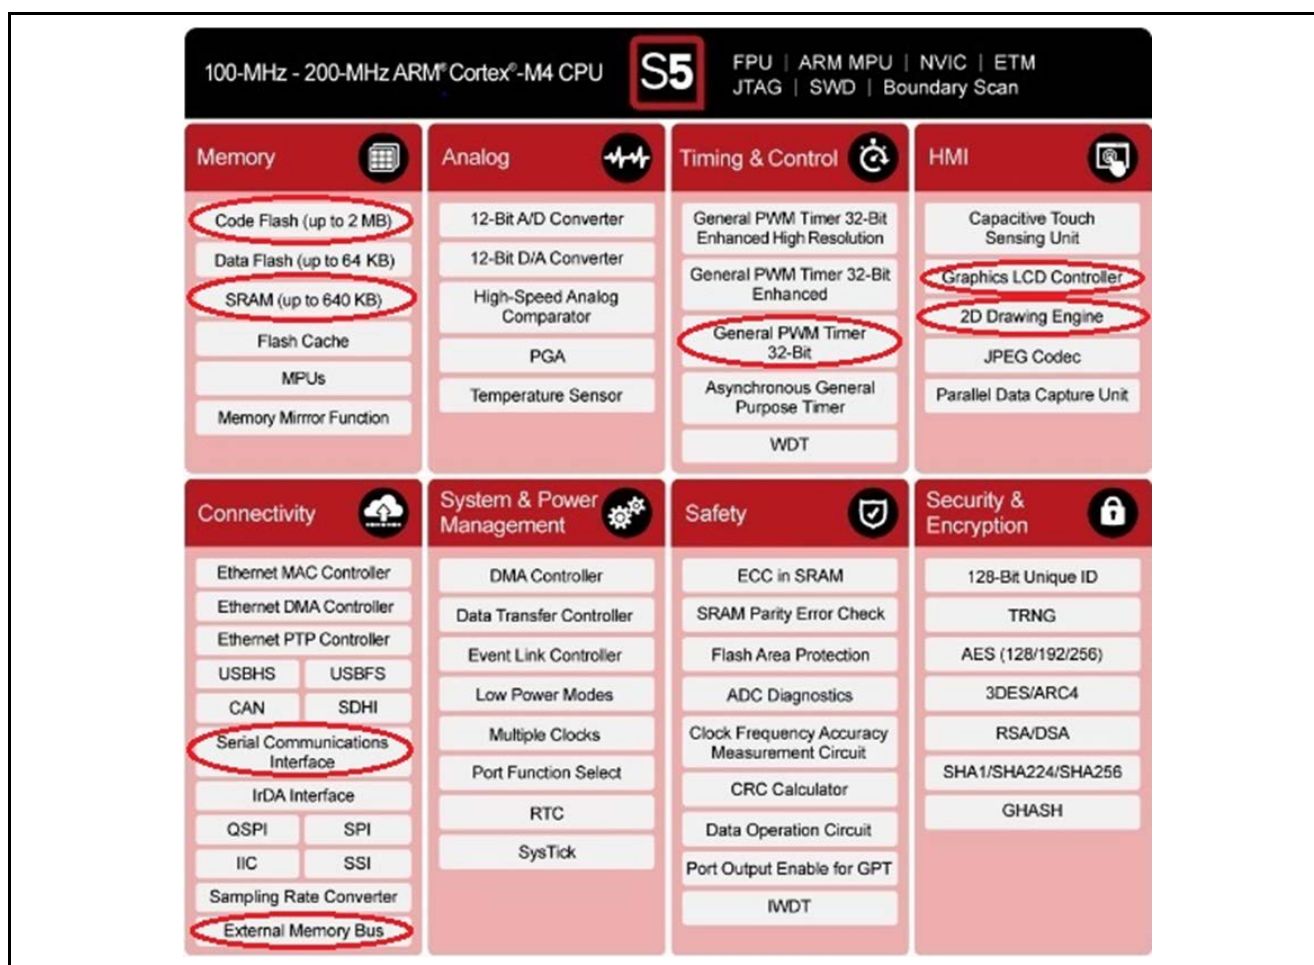 100-MHz - 200-MHz ARM® Cortex®-M4 CPU
S5
FPU | ARM MPU | NVIC | ETM
JTAG | SWD | Boundary Scan
Memory
Code Flash (up to 2 MB)
Data Flash (up to 64 KB)
SRAM (up to 640 KB)
Flash Cache
MPUs
Memory Mirrror Function
Analog
12-Bit A/D Converter
12-Bit D/A Converter
High-Speed Analog
Comparator
PGA
Temperature Sensor
Timing & Control
General PWM Timer 32-Bit
Enhanced High Resolution
General PWM Timer 32-Bit
Enhanced
General PWM Timer
32-Bit
Asynchronous General
Purpose Timer
WDT
HMI
Capacitive Touch
Sensing Unit
Graphics LCD Controller
2D Drawing Engine
JPEG Codec
Parallel Data Capture Unit
Connectivity
Ethernet MAC Controller
Ethernet DMA Controller
Ethernet PTP Controller
USBHS
USBFS
CAN
SDHI
Serial Communications
Interface
IrDA Interface
QSPI
SPI
IIC
SSI
Sampling Rate Converter
External Memory Bus
System & Power
Management
DMA Controller
Data Transfer Controller
Event Link Controller
Low Power Modes
Multiple Clocks
Port Function Select
RTC
SysTick
Safety
ECC in SRAM
SRAM Parity Error Check
Flash Area Protection
ADC Diagnostics
Clock Frequency Accuracy
Measurement Circuit
CRC Calculator
Data Operation Circuit
Port Output Enable for GPT
IWDT
Security &
Encryption
128-Bit Unique ID
TRNG
AES (128/192/256)
3DES/ARC4
RSA/DSA
SHA1/SHA224/SHA256
GHASH